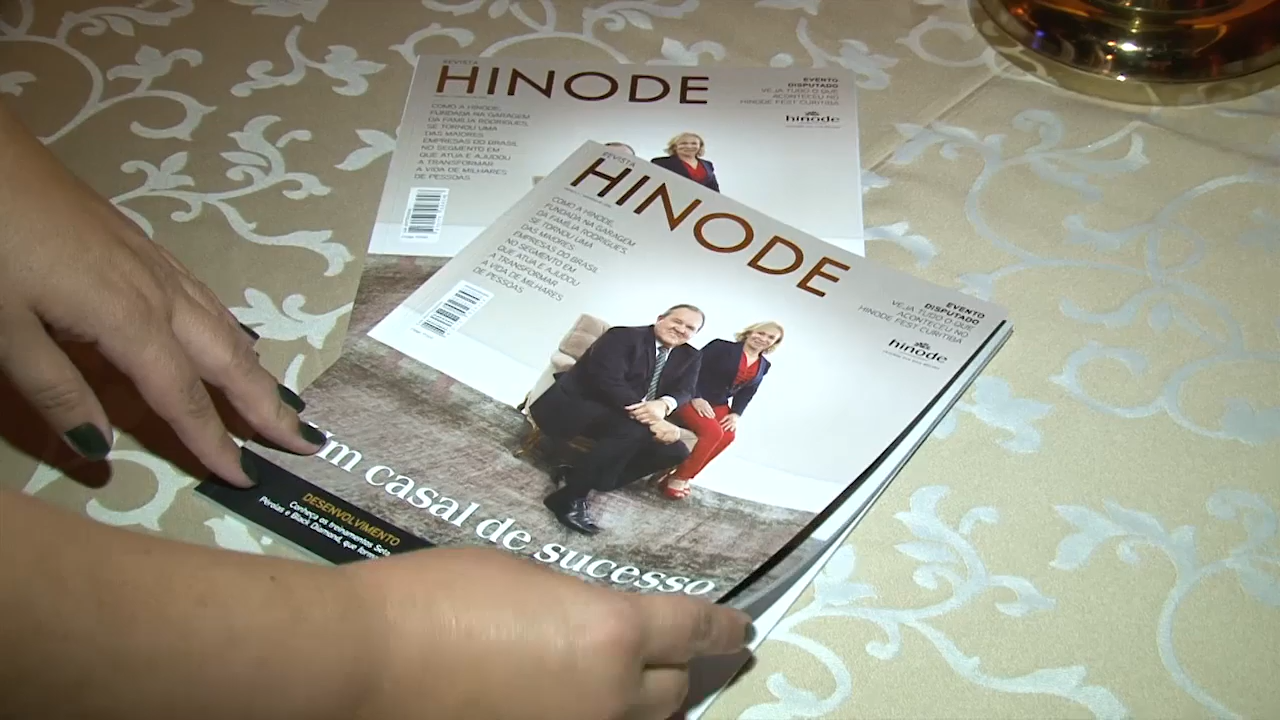 REVISTA
HINODE
COMO A HINODE,
FUNDADA NA GARAGEM
DA FAMÍLIA RODRIGUES,
SE TORNOU UMA
DAS MAIORES
EMPRESAS DO BRASIL
NO SEGMENTO EM
QUE ATUA E AJUDOU
A TRANSFORMAR
A VIDA DE MILHARES
DE PESSOAS
EVENTO
DISPUTADO
VEJA TUDO O QUE
ACONTECEU NO
HINODE FEST CURITIBA
hinode
REVISTA
HINODE
COMO A HINODE,
FUNDADA NA GARAGEM
DA FAMÍLIA RODRIGUES,
SE TORNOU UMA
DAS MAIORES
EMPRESAS DO BRASIL
NO SEGMENTO EM
QUE ATUA E AJUDOU
A TRANSFORMAR
A VIDA DE MILHARES
DE PESSOAS
EVENTO
DISPUTADO
VEJA TUDO O QUE
ACONTECEU NO
HINODE FEST CURITIBA
hinode
Um casal de sucesso
DESENVOLVIMENTO
Conheça os treinamentos Sete
Pérolas e Black Diamond, que